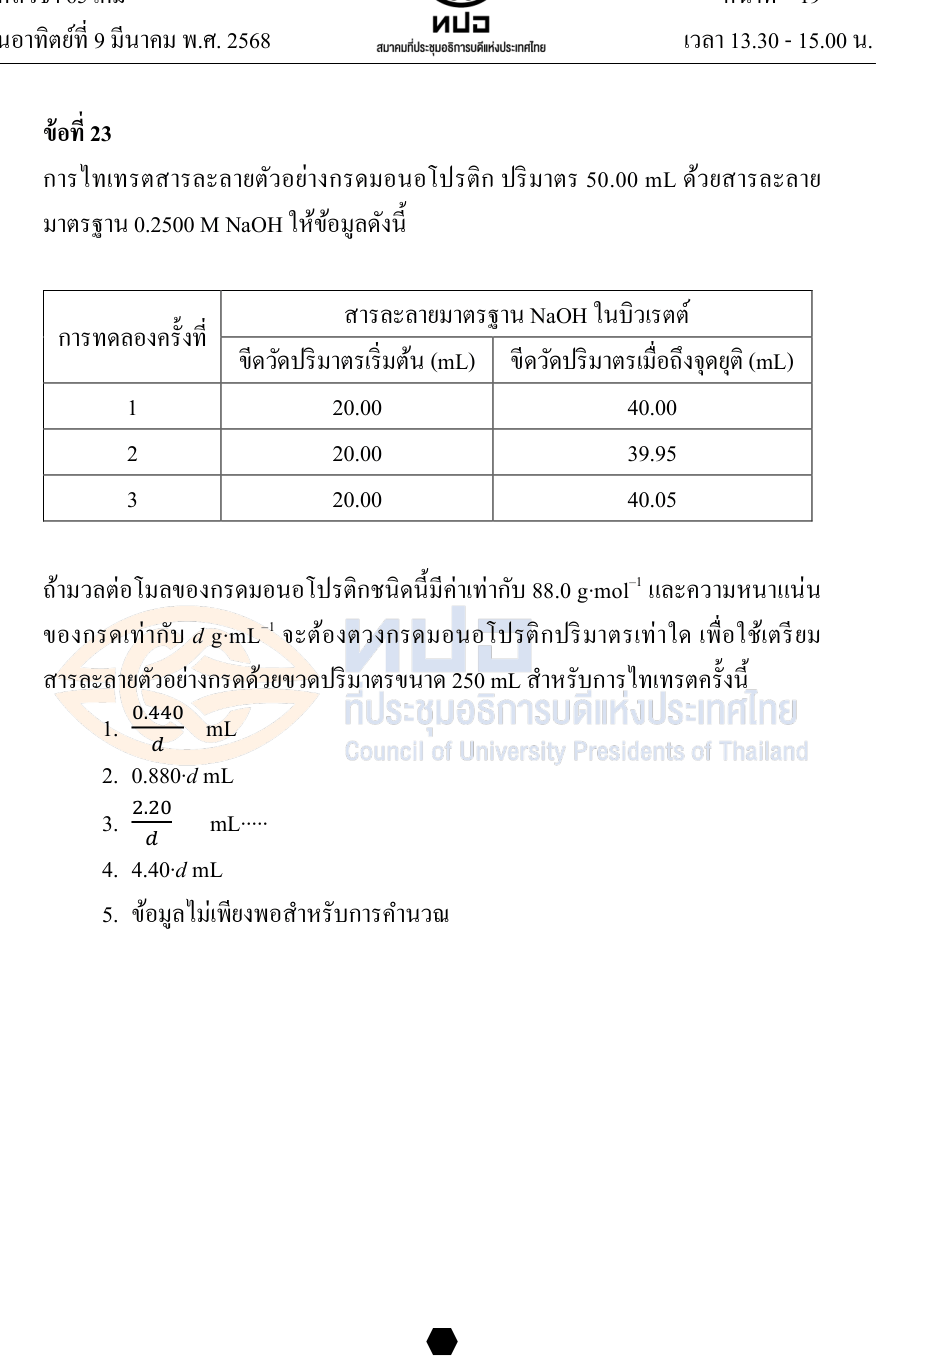 นอาทิตย์ที่ 9 มีนาคม พ.ศ. 2568
ทปอ
สมาคมที่ประชุมอธิการบดีแห่งประเทศไทย
เวลา 13.30 - 15.00 น.
ข้อที่ 23
การไทเทรตสารละลายตัวอย่างกรดมอนอโปรติก ปริมาตร 50.00 mL ด้วยสารละลาย
มาตรฐาน 0.2500 M NaOH ให้ข้อมูลดังนี้
การทดลองครั้งที่
สารละลายมาตรฐาน NaOH ในบิวเรตต์
ขีดวัดปริมาตรเริ่มต้น (mL) ขีดวัดปริมาตรเมื่อถึงจุดยุติ (mL)
1 20.00 40.00
2 20.00 39.95
3 20.00 40.05
ถ้ามวลต่อโมลของกรดมอนอโปรติกชนิดนี้มีค่าเท่ากับ 88.0 g·mol⁻¹ และความหนาแน่น
ของกรดเท่ากับ d g·mL⁻¹ จะต้องตวงกรดมอนอโปรติกปริมาตรเท่าใด เพื่อใช้เตรียม
สารละลายตัวอย่างกรดด้วยขวดปริมาตรขนาด 250 mL สำหรับการไทเทรตครั้งนี้
ทปอ
ที่ประชุมอธิการบดีแห่งประเทศไทย
Council of University Presidents of Thailand
1. 0.440/d mL
2. 0.880·d mL
3. 2.20/d mL·····
4. 4.40·d mL
5. ข้อมูลไม่เพียงพอสำหรับการคำนวณ